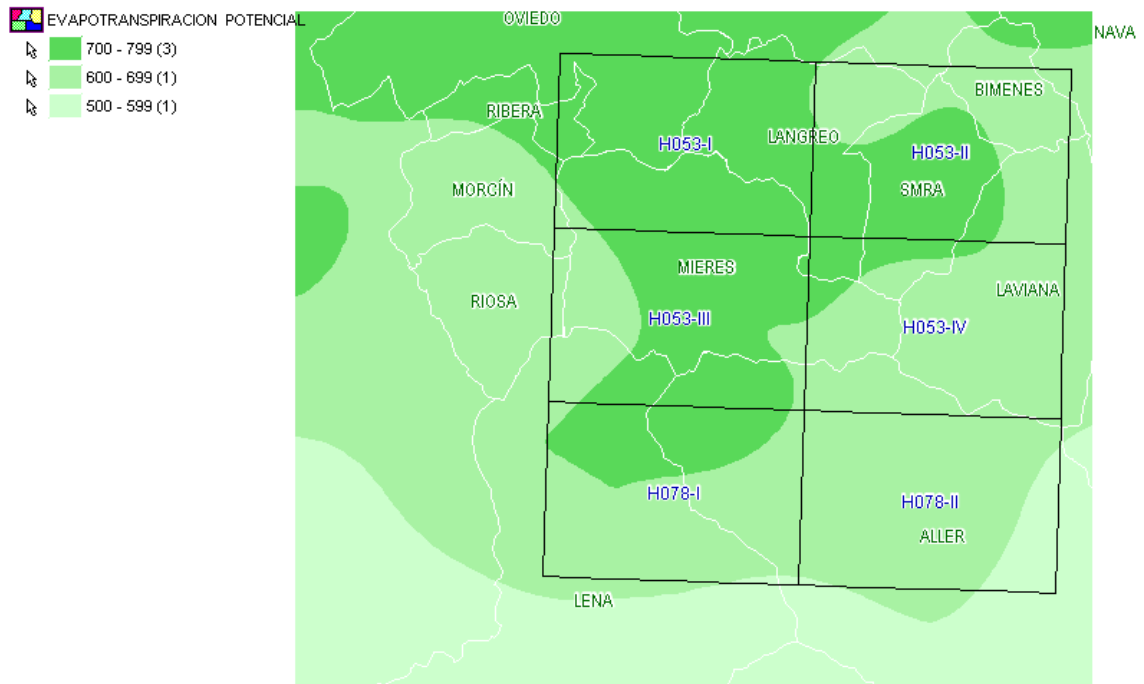 EVAPOTRANSPIRACION POTENCIAL
700 - 799 (3)
600 - 699 (1)
500 - 599 (1)
OVIEDO
NAVA
BIMENES
RIBERA
LANGREO
H053-I
H053-II
MORCÍN
SMRA
MIERES
LAVIANA
RIOSA
H053-III
H053-IV
H078-I
H078-II
ALLER
LENA